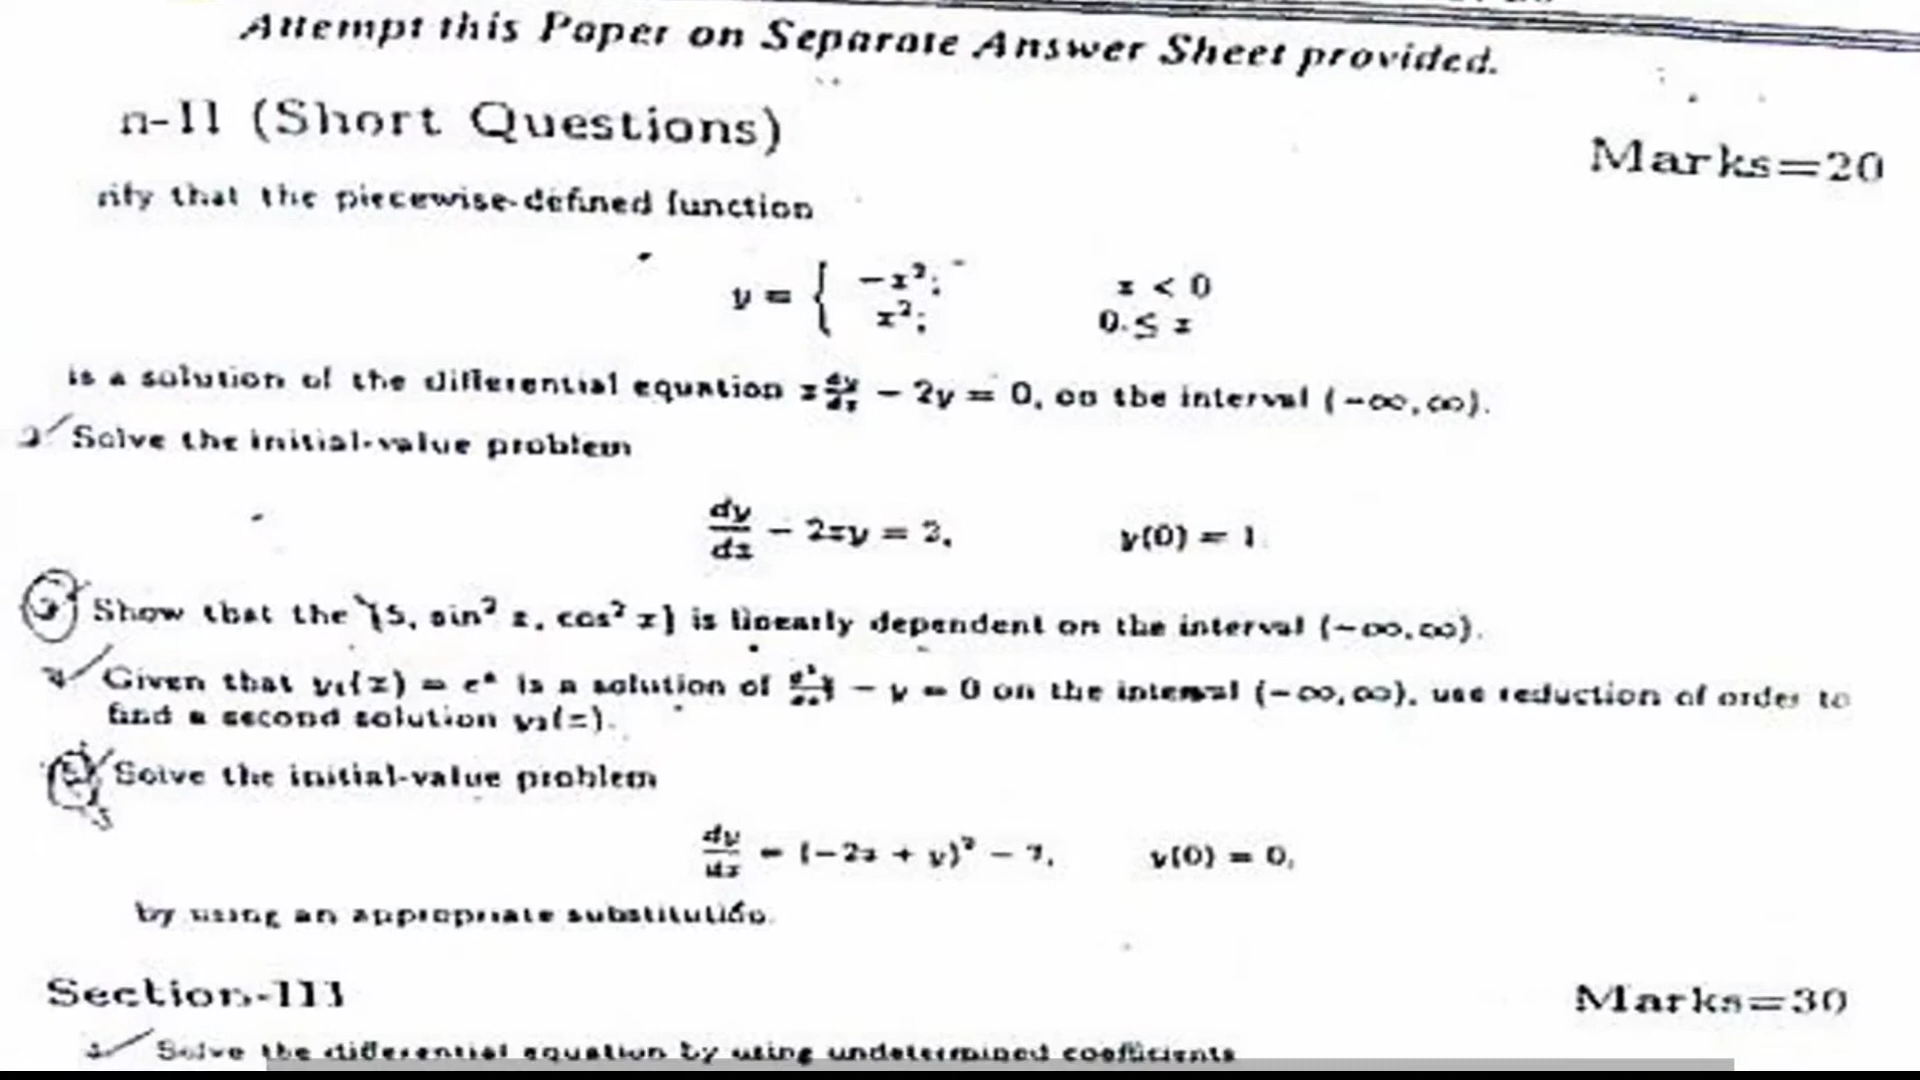 Attempt this Paper on Separate Answer Sheet provided.
n-II (Short Questions)
Marks=20
rify that the piecewise-defined function
y = { -x²; x < 0
x²; 0 ≤ x
is a solution of the differential equation x dy/dx - 2y = 0, on the interval (-∞, ∞).
Solve the initial-value problem
dy/dx - 2xy = 2, y(0) = 1.
Show that the {5, sin² x, cos² x} is linearly dependent on the interval (-∞, ∞).
4 Given that y₁(x) = eˣ is a solution of d²y/dx² - y = 0 on the interval (-∞, ∞), use reduction of order to
find a second solution y₂(x).
5 Solve the initial-value problem
dy/dx = (-2x + y)² - 7, y(0) = 0,
by using an appropriate substitution.
Section-III
Marks=30
Solve the differential equation by using undetermined coefficients